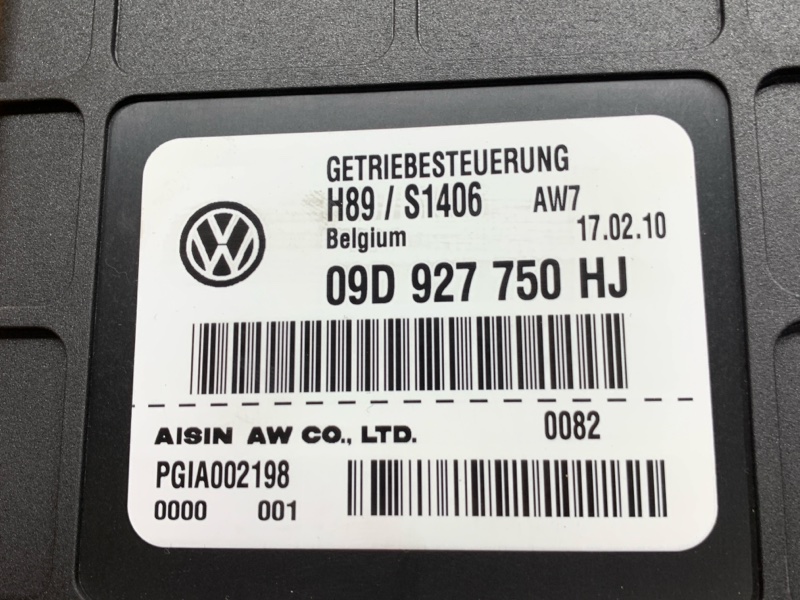 GETRIEBESTEUERUNG
H89 / S1406 AW7
Belgium 17.02.10
09D 927 750 HJ
AISIN AW CO., LTD. 0082
PGIA002198
0000 001